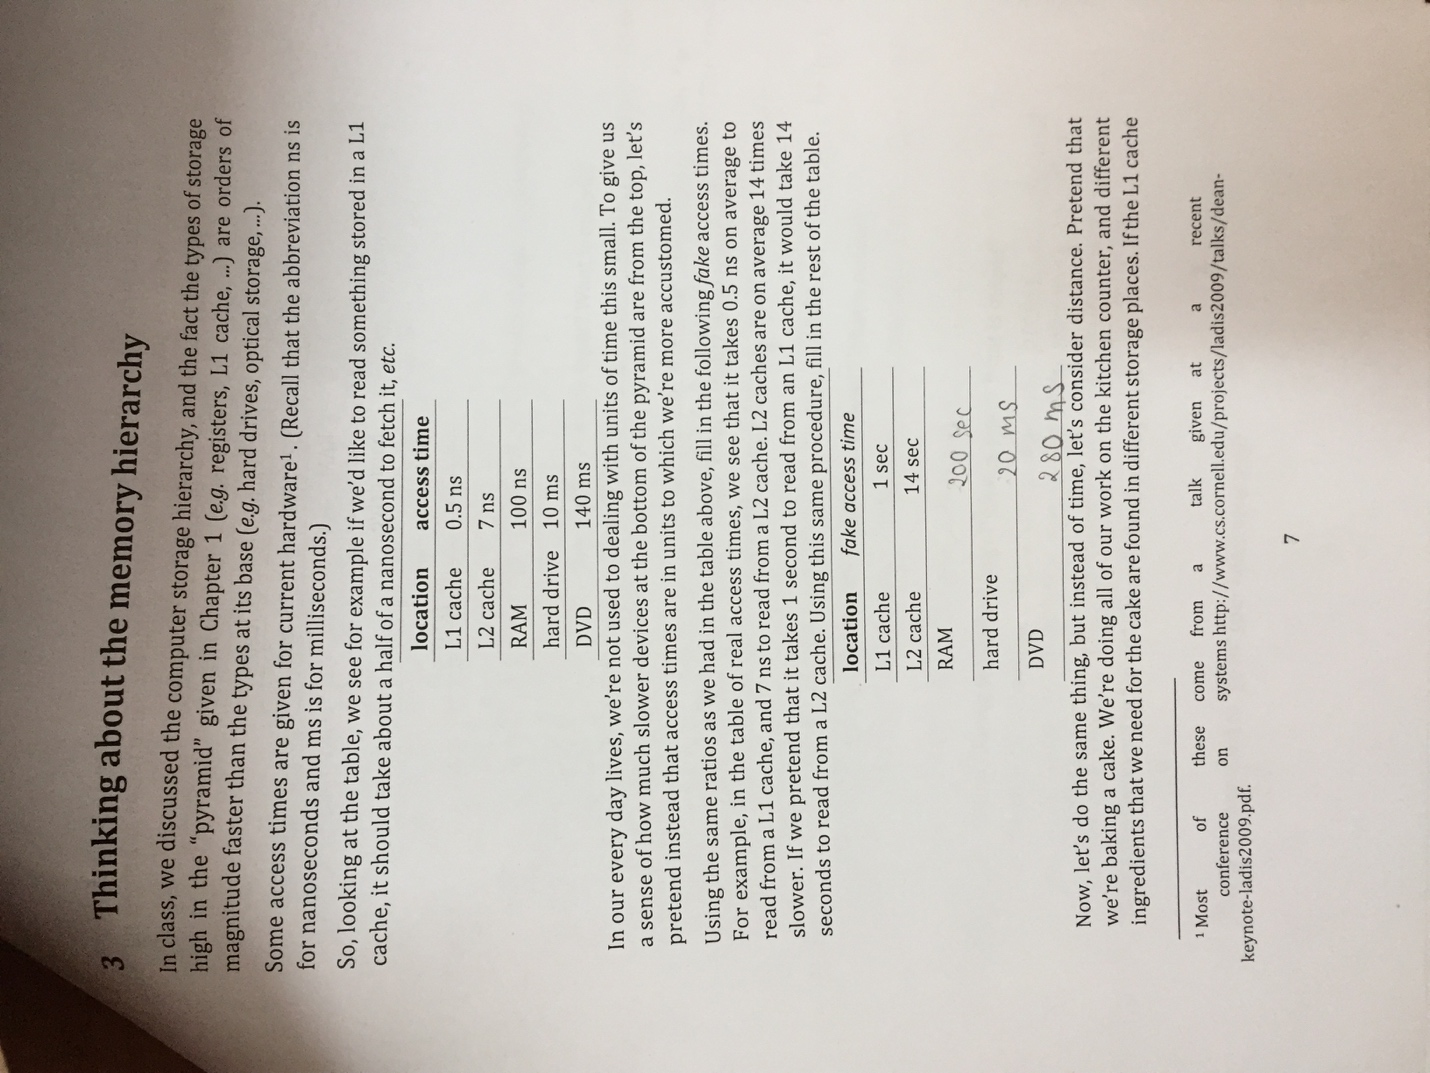 3 Thinking about the memory hierarchy
In class, we discussed the computer storage hierarchy, and the fact the types of storage
high in the “pyramid” given in Chapter 1 (e.g. registers, L1 cache, ...) are orders of
magnitude faster than the types at its base (e.g. hard drives, optical storage, ...).
Some access times are given for current hardware¹. (Recall that the abbreviation ns is
for nanoseconds and ms is for milliseconds.)
So, looking at the table, we see for example if we'd like to read something stored in a L1
cache, it should take about a half of a nanosecond to fetch it, etc.
location access time
L1 cache 0.5 ns
L2 cache 7 ns
RAM 100 ns
hard drive 10 ms
DVD 140 ms
In our every day lives, we're not used to dealing with units of time this small. To give us
a sense of how much slower devices at the bottom of the pyramid are from the top, let's
pretend instead that access times are in units to which we're more accustomed.
Using the same ratios as we had in the table above, fill in the following fake access times.
For example, in the table of real access times, we see that it takes 0.5 ns on average to
read from a L1 cache, and 7 ns to read from a L2 cache. L2 caches are on average 14 times
slower. If we pretend that it takes 1 second to read from an L1 cache, it would take 14
seconds to read from a L2 cache. Using this same procedure, fill in the rest of the table.
location fake access time
L1 cache 1 sec
L2 cache 14 sec
RAM 200 sec
hard drive 20 ms
DVD 280 ms
Now, let's do the same thing, but instead of time, let's consider distance. Pretend that
we're baking a cake. We're doing all of our work on the kitchen counter, and different
ingredients that we need for the cake are found in different storage places. If the L1 cache
¹ Most of these come from a talk given at a recent
conference on systems http://www.cs.cornell.edu/projects/ladis2009/talks/dean-
keynote-ladis2009.pdf.
7